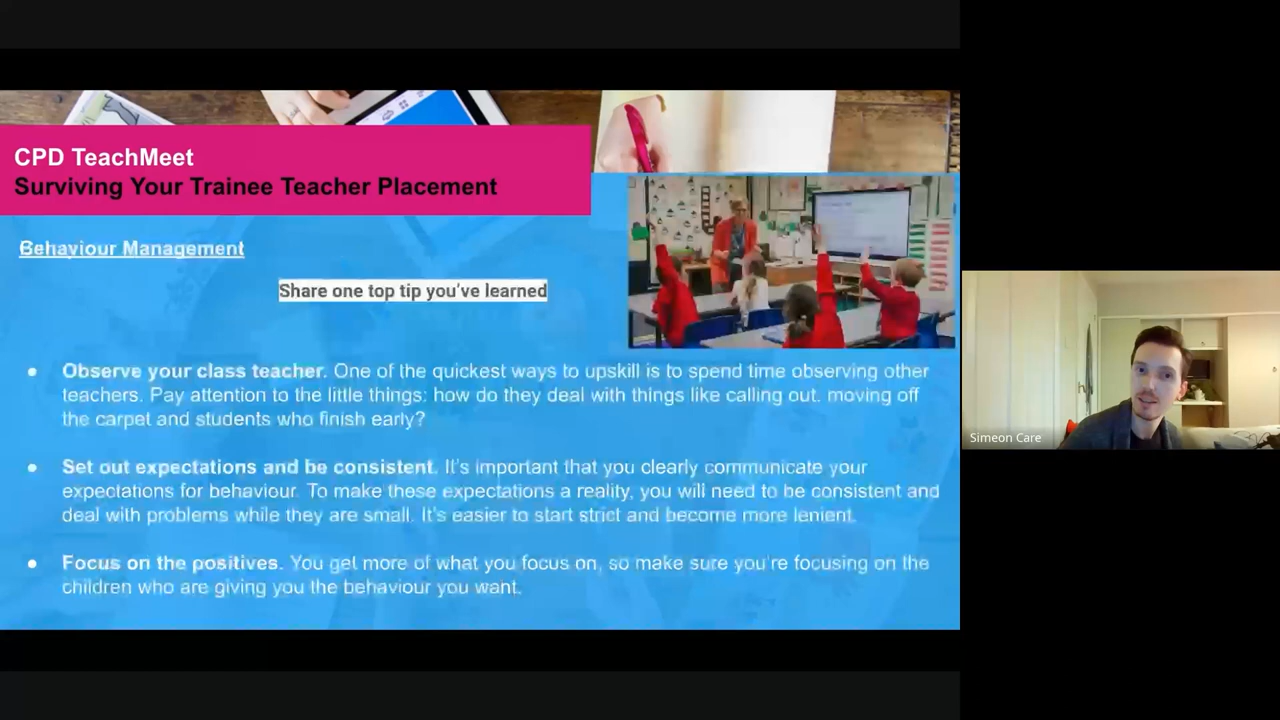 CPD TeachMeet
Surviving Your Trainee Teacher Placement
Behaviour Management
Share one top tip you've learned
● Observe your class teacher. One of the quickest ways to upskill is to spend time observing other
teachers. Pay attention to the little things: how do they deal with things like calling out. moving off
the carpet and students who finish early?
● Set out expectations and be consistent. It's important that you clearly communicate your
expectations for behaviour. To make these expectations a reality, you will need to be consistent and
deal with problems while they are small. It's easier to start strict and become more lenient.
● Focus on the positives. You get more of what you focus on, so make sure you're focusing on the
children who are giving you the behaviour you want.
Simeon Care